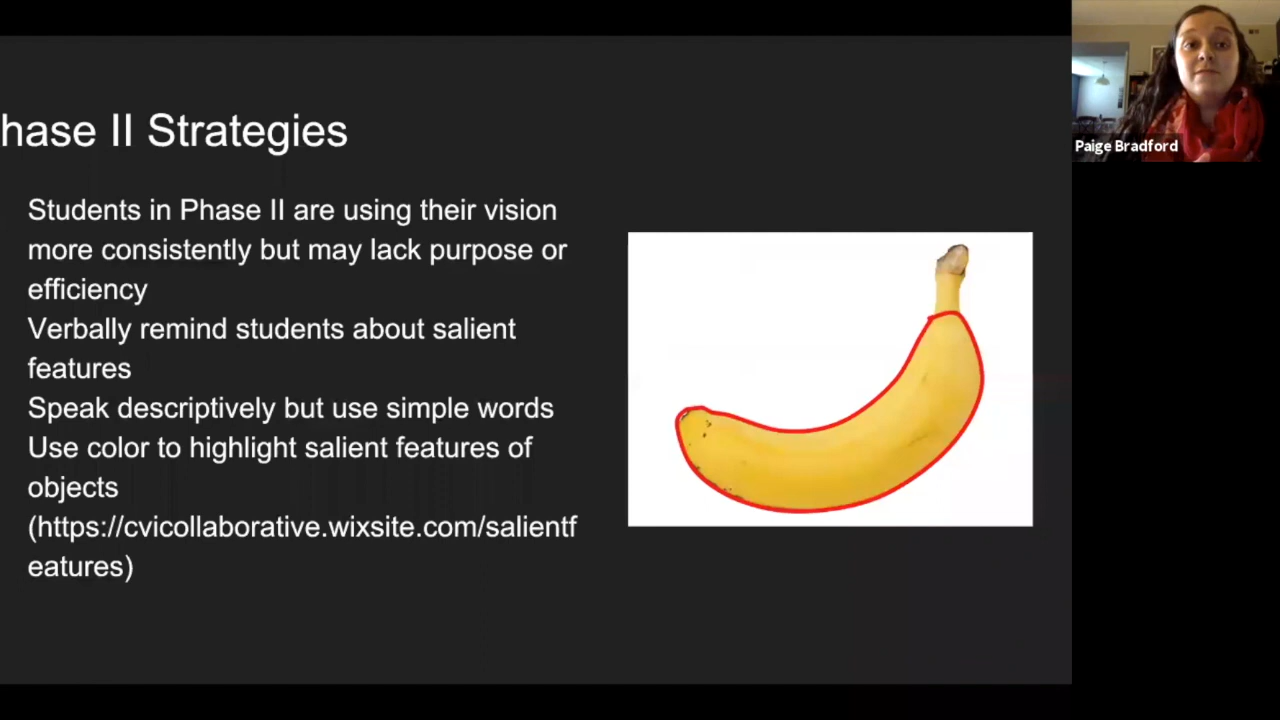 hase II Strategies
Students in Phase II are using their vision
more consistently but may lack purpose or
efficiency
Verbally remind students about salient
features
Speak descriptively but use simple words
Use color to highlight salient features of
objects
(https://cvicollaborative.wixsite.com/salientf
eatures)
Paige Bradford